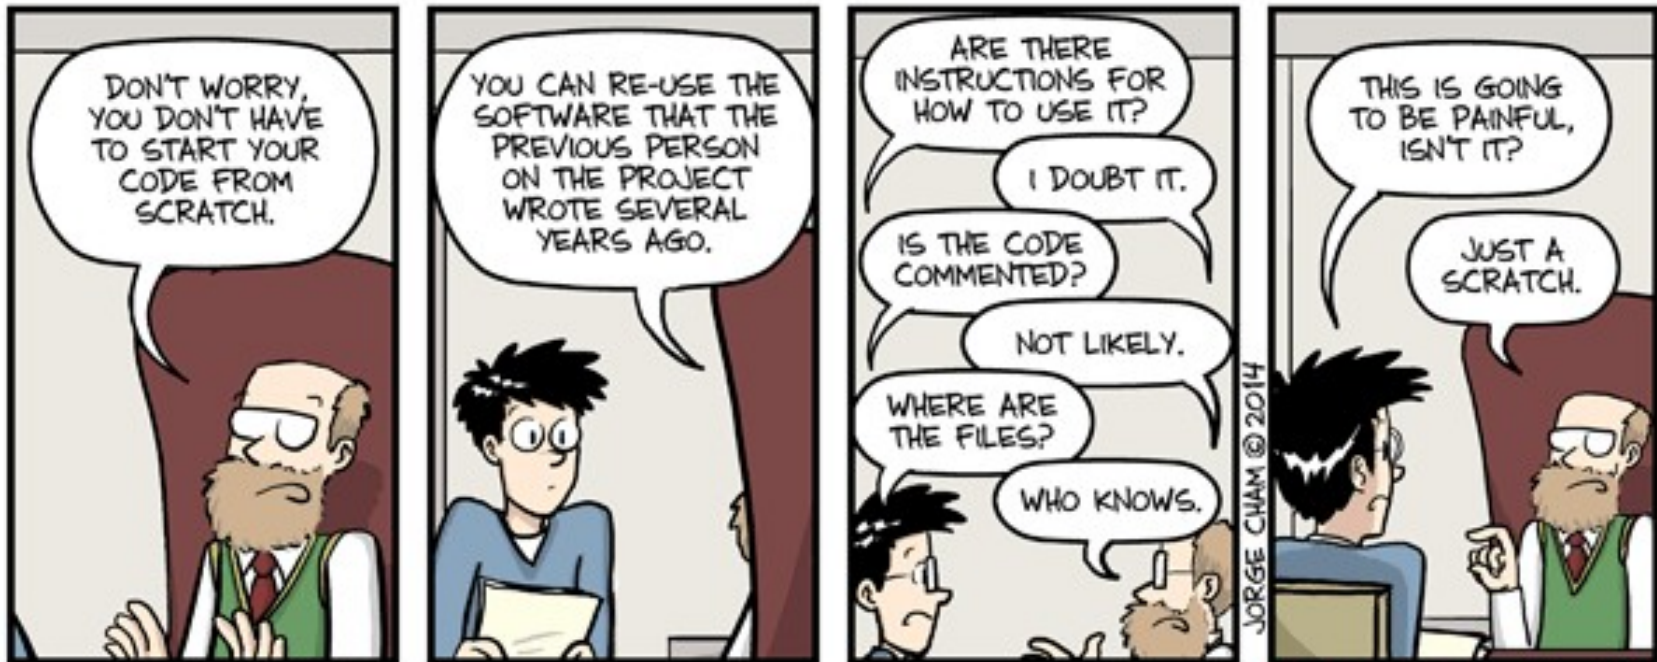 DON'T WORRY,
YOU DON'T HAVE
TO START YOUR
CODE FROM
SCRATCH.
YOU CAN RE-USE THE
SOFTWARE THAT THE
PREVIOUS PERSON
ON THE PROJECT
WROTE SEVERAL
YEARS AGO.
ARE THERE
INSTRUCTIONS FOR
HOW TO USE IT?
I DOUBT IT.
IS THE CODE
COMMENTED?
NOT LIKELY.
WHERE ARE
THE FILES?
WHO KNOWS.
JORGE CHAM © 2014
THIS IS GOING
TO BE PAINFUL,
ISN'T IT?
JUST A
SCRATCH.